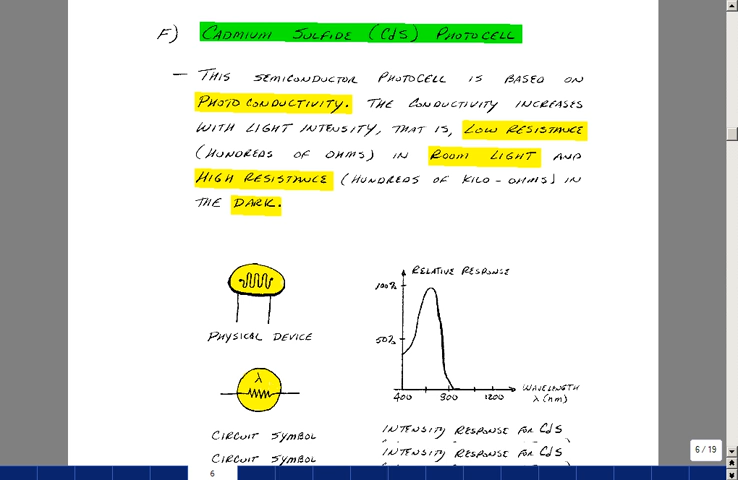 F) CADMIUM SULFIDE (CdS) PHOTOCELL
— THIS SEMICONDUCTOR PHOTOCELL IS BASED ON
PHOTO CONDUCTIVITY. THE CONDUCTIVITY INCREASES
WITH LIGHT INTENSITY, THAT IS, LOW RESISTANCE
(HUNDREDS OF OHMS) IN ROOM LIGHT AND
HIGH RESISTANCE (HUNDREDS OF KILO-OHMS) IN
THE DARK.
RELATIVE RESPONSE
100%
50%
PHYSICAL DEVICE
λ
WAVELENGTH
400 800 1200 λ (nm)
CIRCUIT SYMBOL INTENSITY RESPONSE FOR CdS
CIRCUIT SYMBOL INTENSITY RESPONSE FOR CdS
6 / 19
6